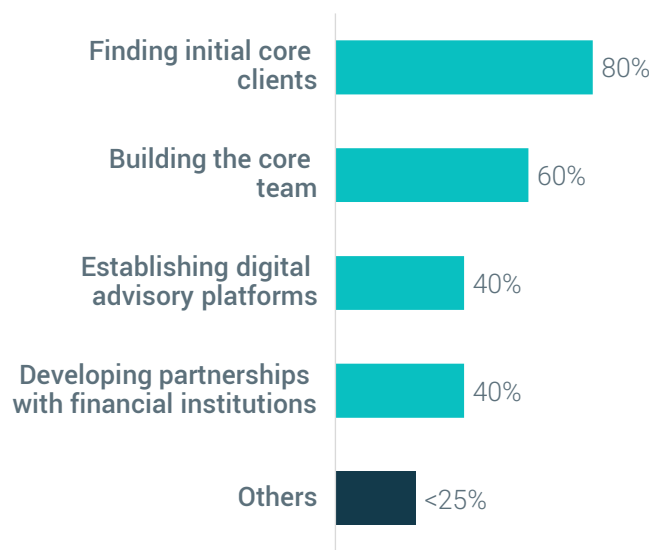 Finding initial core
clients
80%
Building the core
team
60%
Establishing digital
advisory platforms
40%
Developing partnerships
with financial institutions
40%
Others
<25%